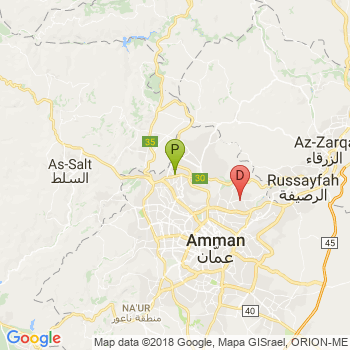 35
P
Az-Zarqa
الزرقاء
As-Salt
السلط
30
D
Russayfah
الرصيفة
Amman
عمان
45
NA'UR
منطقة ناعور
40
Google
Map data ©2018 Google, Mapa GISrael, ORION-ME